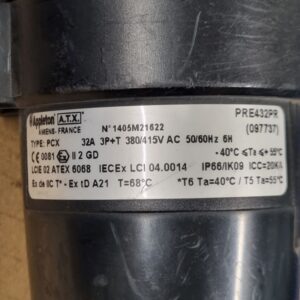 Appleton A.T.X.
AMIENS-FRANCE
N° 1405M21622
PRE432PR
(097737)
TYPE: PCX 32A 3P+T 380/415V AC 50/60Hz 6H
CE 0081 Ex II 2 GD -40°C ≤Ta ≤+55°C
LCIE 02 ATEX 6068 IECEx LCI 04.0014 IP66/IK09 ICC=20KA
Ex de IIC T* - Ex tD A21 T=68°C *T6 Ta=40°C / T5 Ta=55°C